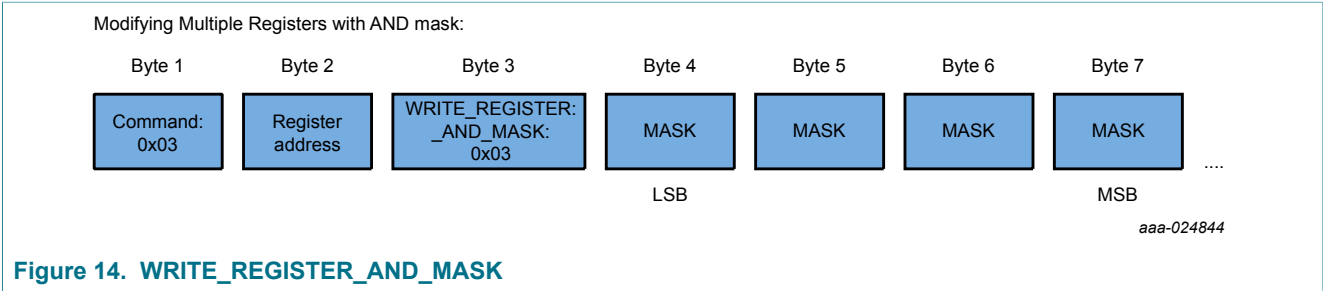 Modifying Multiple Registers with AND mask:
Byte 1 Byte 2 Byte 3 Byte 4 Byte 5 Byte 6 Byte 7
Command:
0x03
Register
address
WRITE_REGISTER:
_AND_MASK:
0x03
MASK
MASK
MASK
MASK
....
LSB
MSB
aaa-024844
Figure 14. WRITE_REGISTER_AND_MASK